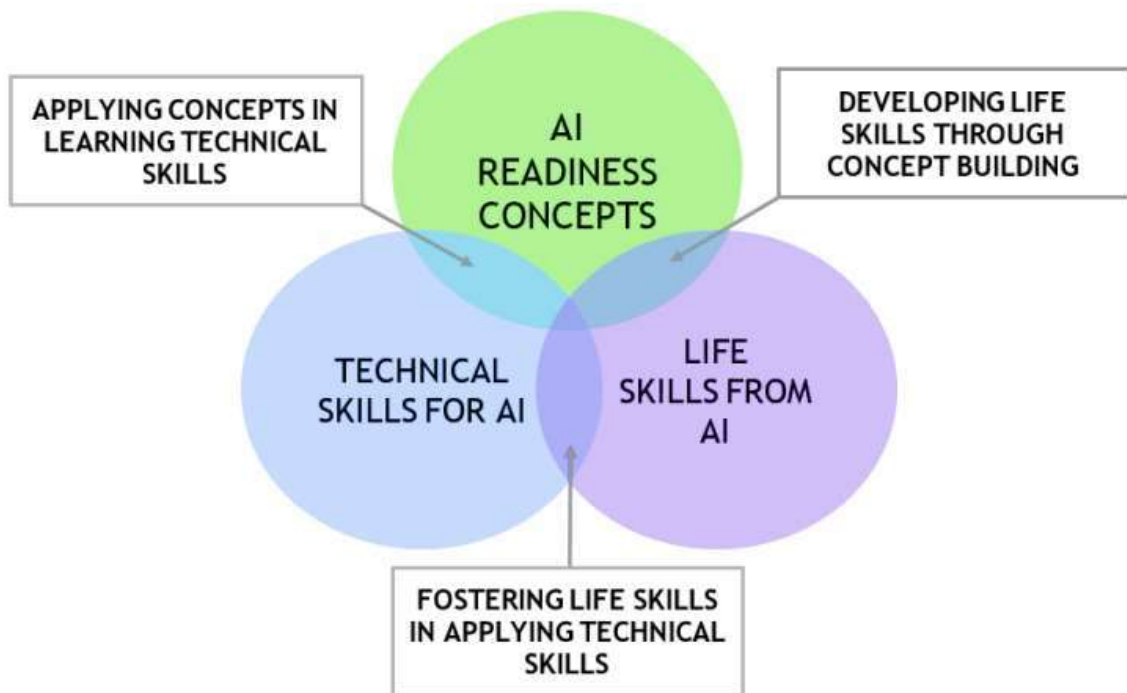 APPLYING CONCEPTS IN
LEARNING TECHNICAL
SKILLS
AI
READINESS
CONCEPTS
DEVELOPING LIFE
SKILLS THROUGH
CONCEPT BUILDING
TECHNICAL
SKILLS FOR AI
LIFE
SKILLS FROM
AI
FOSTERING LIFE SKILLS
IN APPLYING TECHNICAL
SKILLS